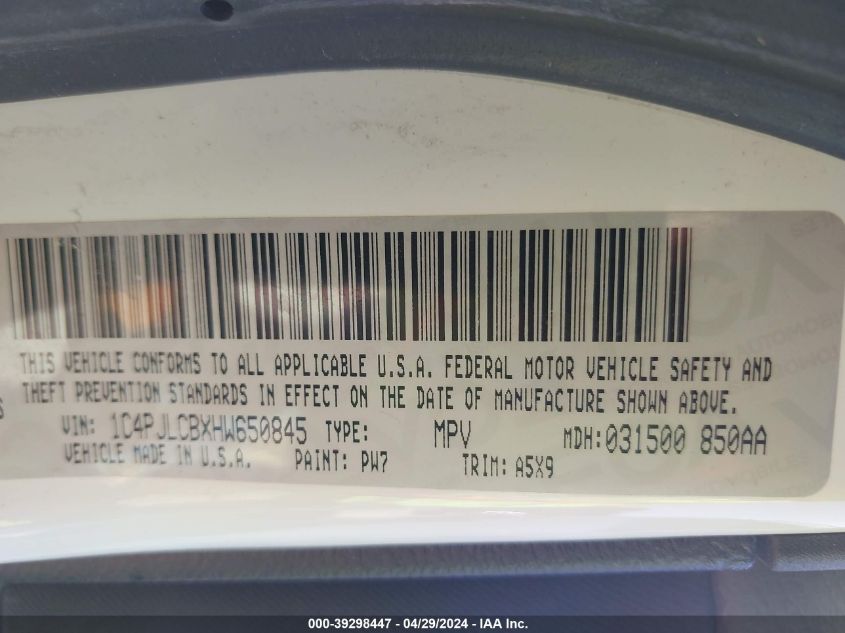 THIS VEHICLE CONFORMS TO ALL APPLICABLE U.S.A. FEDERAL MOTOR VEHICLE SAFETY AND
THEFT PREVENTION STANDARDS IN EFFECT ON THE DATE OF MANUFACTURE SHOWN ABOVE.
VIN: 1C4PJLCBXHW650845 TYPE: MPV MDH: 031500 850AA
VEHICLE MADE IN U.S.A. PAINT: PW7 TRIM: A5X9
000-39298447 - 04/29/2024 - IAA Inc.